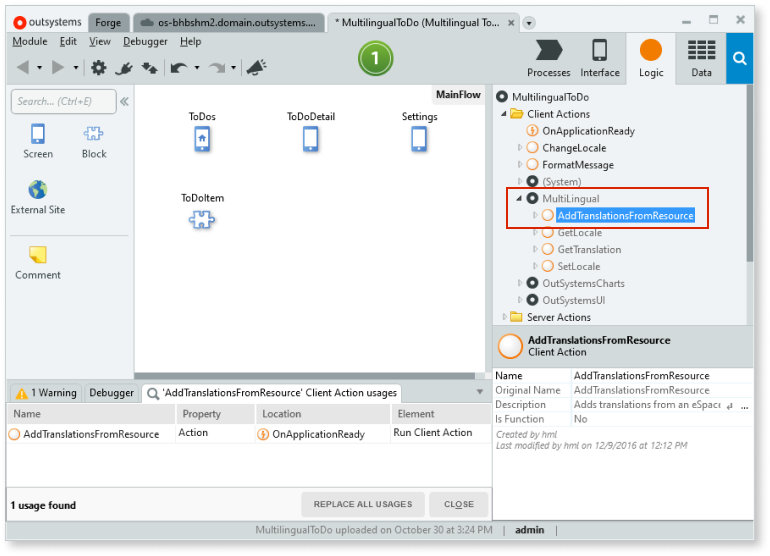 outsystems
Forge
os-bhbshm2.domain.outsystems....
* MultilingualToDo (Multilingual To...
Module Edit View Debugger Help
1
Processes
Interface
Logic
Data
Search... (Ctrl+E)
Screen
Block
External Site
Comment
MainFlow
ToDos
ToDoDetail
Settings
ToDoItem
MultilingualToDo
Client Actions
OnApplicationReady
ChangeLocale
FormatMessage
(System)
MultiLingual
AddTranslationsFromResource
GetLocale
GetTranslation
SetLocale
OutSystemsCharts
OutSystemsUI
Server Actions
AddTranslationsFromResource
Client Action
Name AddTranslationsFromResource
Original Name AddTranslationsFromResource
Description Adds translations from an eSpace ...
Is Function No
Created by hml
Last modified by hml on 12/9/2016 at 12:12 PM
1 Warning
Debugger
'AddTranslationsFromResource' Client Action usages
Name Property Location Element
AddTranslationsFromResource Action OnApplicationReady Run Client Action
1 usage found
REPLACE ALL USAGES
CLOSE
MultilingualToDo uploaded on October 30 at 3:24 PM | admin |